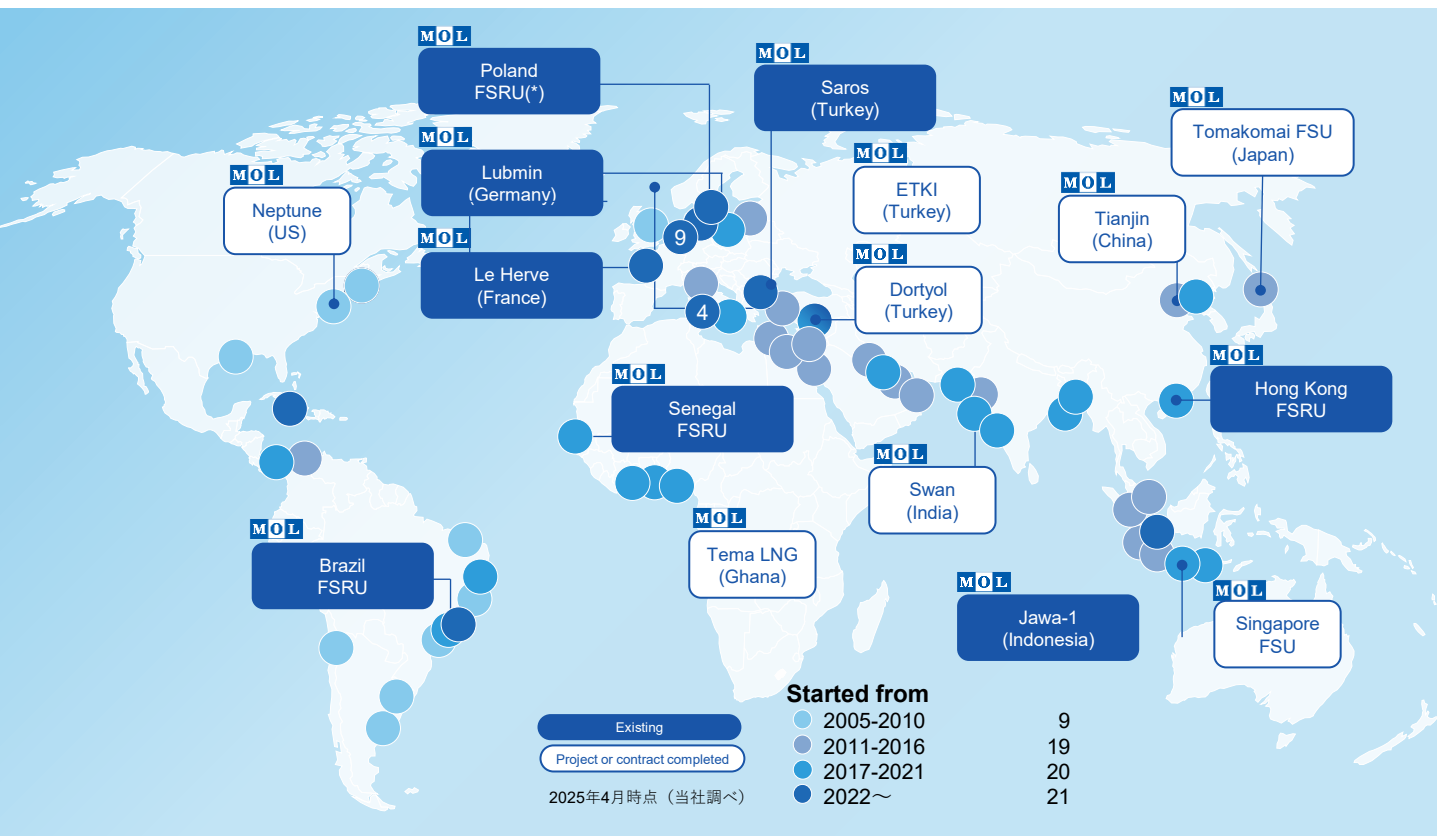 MOL
Poland
FSRU(*)
MOL
Saros
(Turkey)
MOL
Tomakomai FSU
(Japan)
MOL
Lubmin
(Germany)
MOL
ETKI
(Turkey)
MOL
Neptune
(US)
MOL
Tianjin
(China)
MOL
Le Herve
(France)
MOL
Dortyol
(Turkey)
9
4
MOL
Senegal
FSRU
MOL
Hong Kong
FSRU
MOL
Swan
(India)
MOL
Tema LNG
(Ghana)
MOL
Brazil
FSRU
MOL
Jawa-1
(Indonesia)
MOL
Singapore
FSU
Existing
Project or contract completed
2025年4月時点（当社調べ）
Started from
2005-2010 9
2011-2016 19
2017-2021 20
2022～ 21